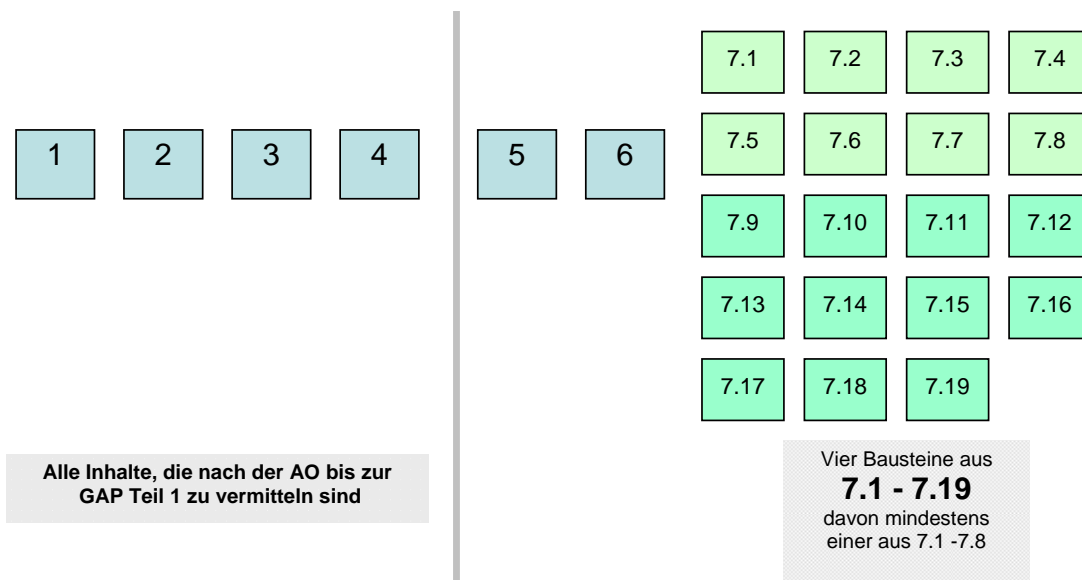 7.1 7.2 7.3 7.4
1 2 3 4 5 6
7.5 7.6 7.7 7.8
7.9 7.10 7.11 7.12
7.13 7.14 7.15 7.16
7.17 7.18 7.19
Alle Inhalte, die nach der AO bis zur
GAP Teil 1 zu vermitteln sind
Vier Bausteine aus
7.1 - 7.19
davon mindestens
einer aus 7.1 -7.8